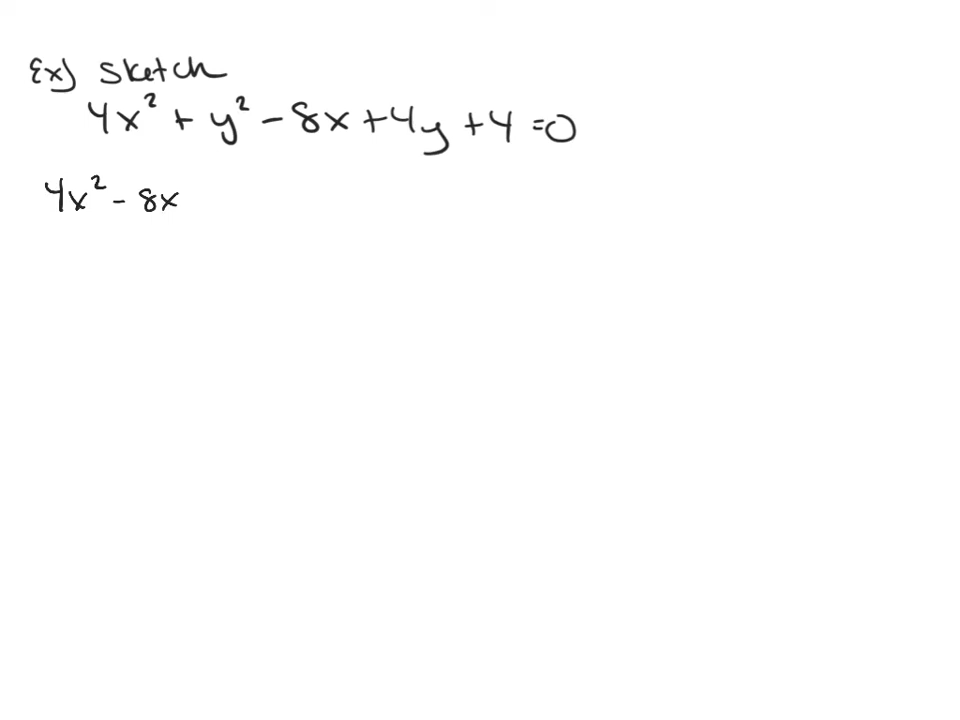 Ex) Sketch
4x² + y² - 8x + 4y + 4 = 0
4x² - 8x